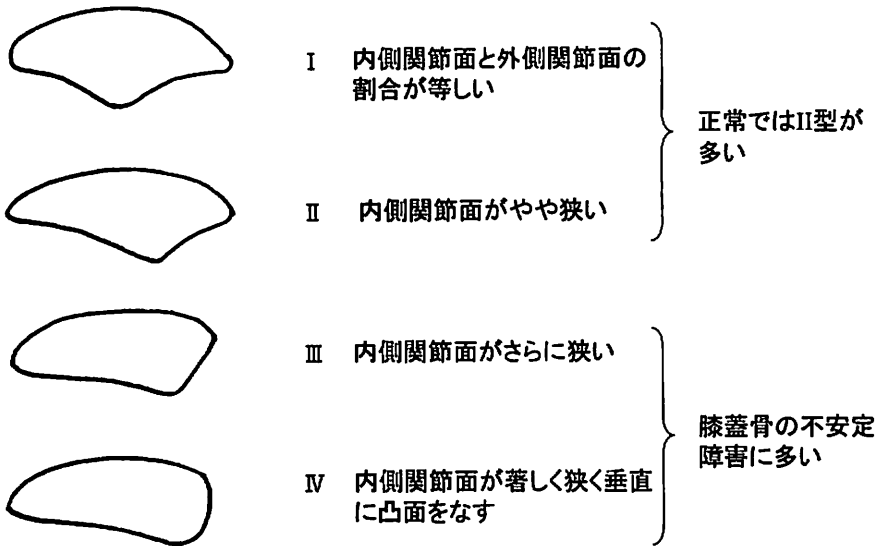 I 内側関節面と外側関節面の
割合が等しい
正常ではII型が
多い
II 内側関節面がやや狭い
III 内側関節面がさらに狭い
膝蓋骨の不安定
障害に多い
IV 内側関節面が著しく狭く垂直
に凸面をなす